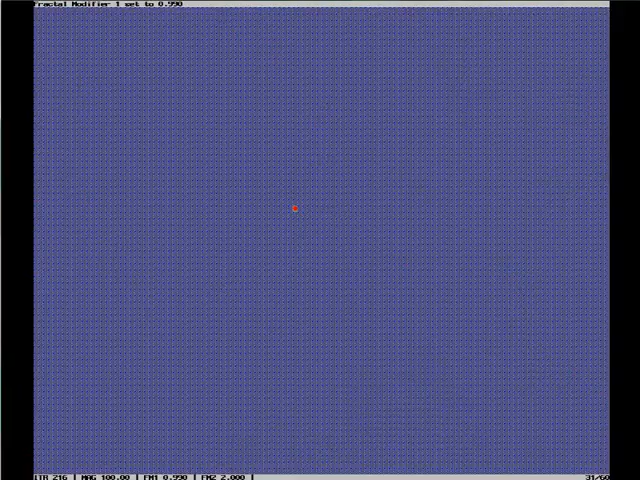 Fractal Modifier 1 set to 0.990
ITR 216 | MAG 100.00 | FM1 0.990 | FM2 2.000 |
31/60